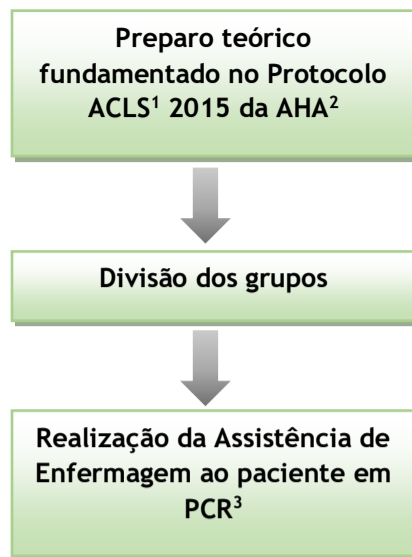 Preparo teórico
fundamentado no Protocolo
ACLS¹ 2015 da AHA²
Divisão dos grupos
Realização da Assistência de
Enfermagem ao paciente em
PCR³